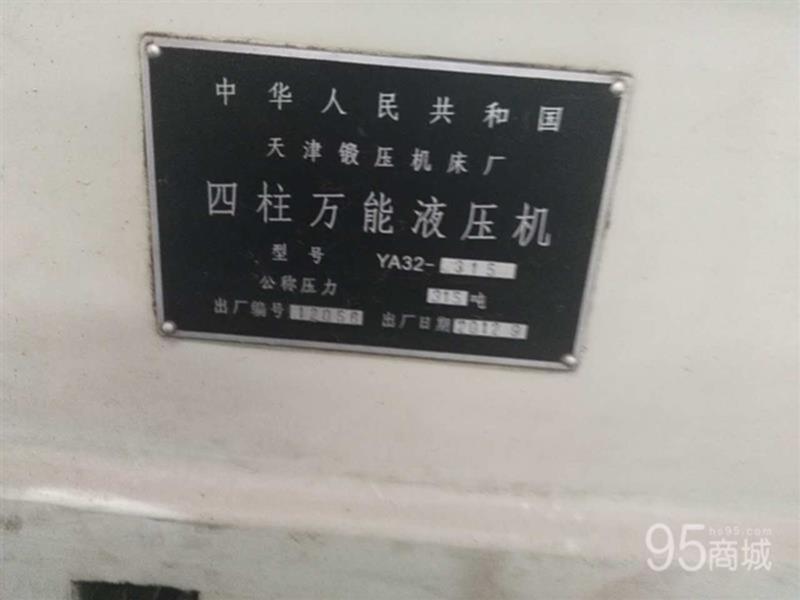 中华人民共和国
天津锻压机床厂
四柱万能液压机
型号 YA32-315
公称压力 315吨
出厂编号 12056 出厂日期 2012 9
hs95.com
95商城